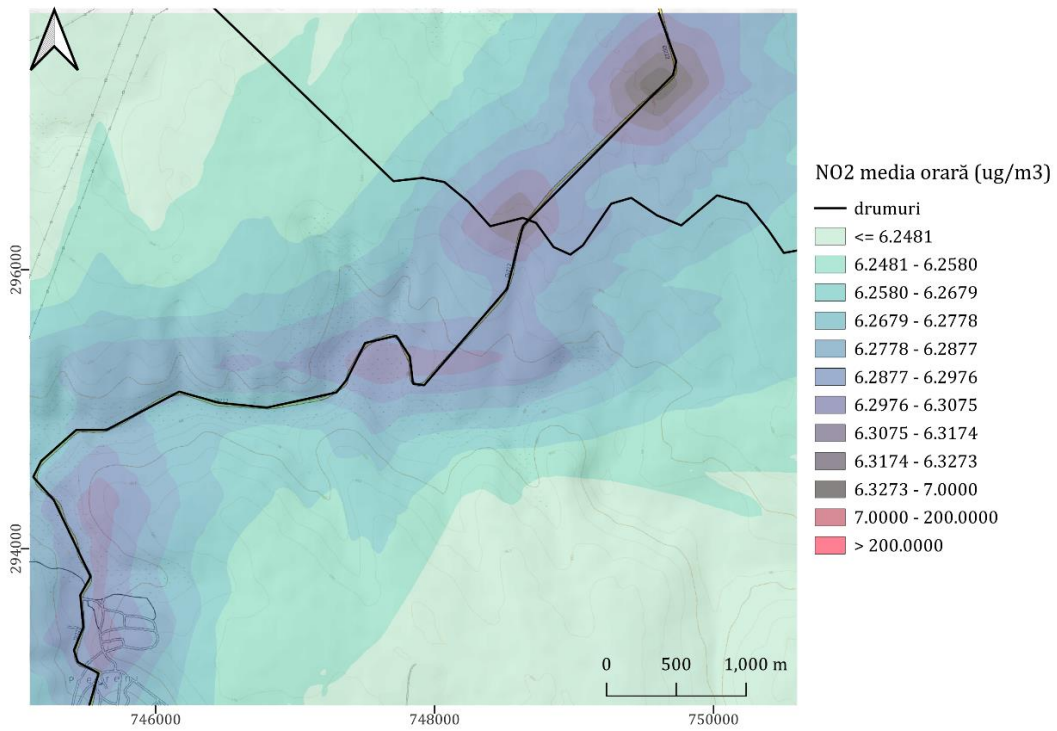 NO2 media orară (ug/m3)
drumuri
<= 6.2481
6.2481 - 6.2580
6.2580 - 6.2679
6.2679 - 6.2778
6.2778 - 6.2877
6.2877 - 6.2976
6.2976 - 6.3075
6.3075 - 6.3174
6.3174 - 6.3273
6.3273 - 7.0000
7.0000 - 200.0000
> 200.0000
296000
294000
0 500 1,000 m
746000 748000 750000